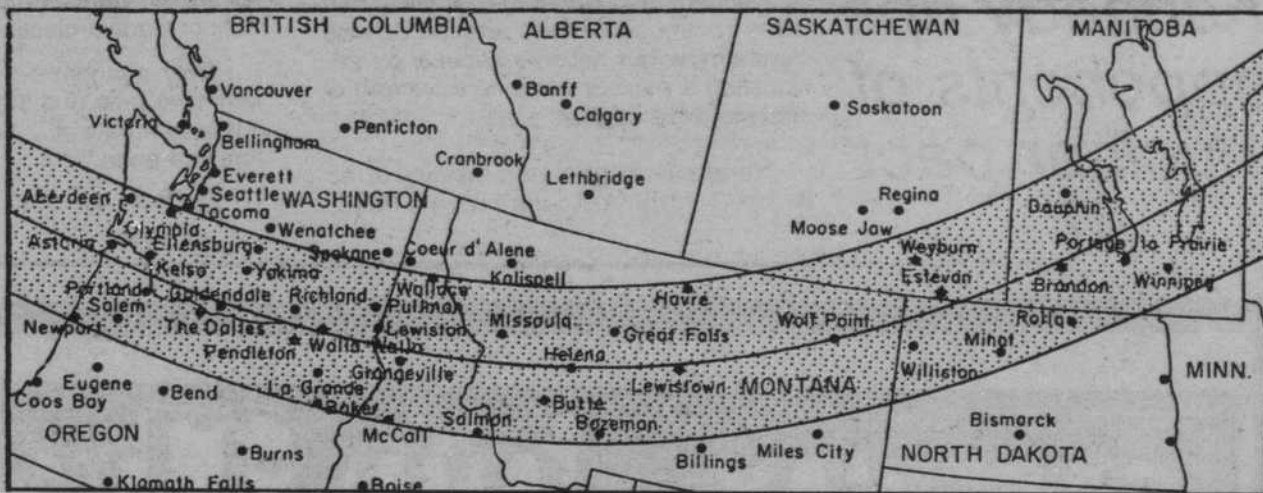 BRITISH COLUMBIA
ALBERTA
SASKATCHEWAN
MANITOBA
Vancouver
Banff
Calgary
Saskatoon
Victoria
Bellingham
Penticton
Cranbrook
Everett
Lethbridge
Seattle
WASHINGTON
Regina
Aberdeen
Tacoma
Moose Jaw
Dauphin
Olympia
Wenatchee
Astoria
Ellensburg
Spokane
Coeur d'Alene
Weyburn
Portage la Prairie
Kelso
Yakima
Kalispell
Estevan
Winnipeg
Portland
Goldendale
Richland
Wallace
Pullman
Havre
Brandon
Salem
Newport
The Dalles
Lewiston
Missoula
Great Falls
Wolf Point
Rolla
Pendleton
Walla Walla
Helena
Minot
Grangeville
Williston
Eugene
La Grande
Lewistown
MONTANA
MINN.
Coos Bay
Bend
Baker
Butte
Salmon
Bozeman
Bismarck
OREGON
McCall
Burns
Billings
Miles City
NORTH DAKOTA
Klamath Falls
Boise